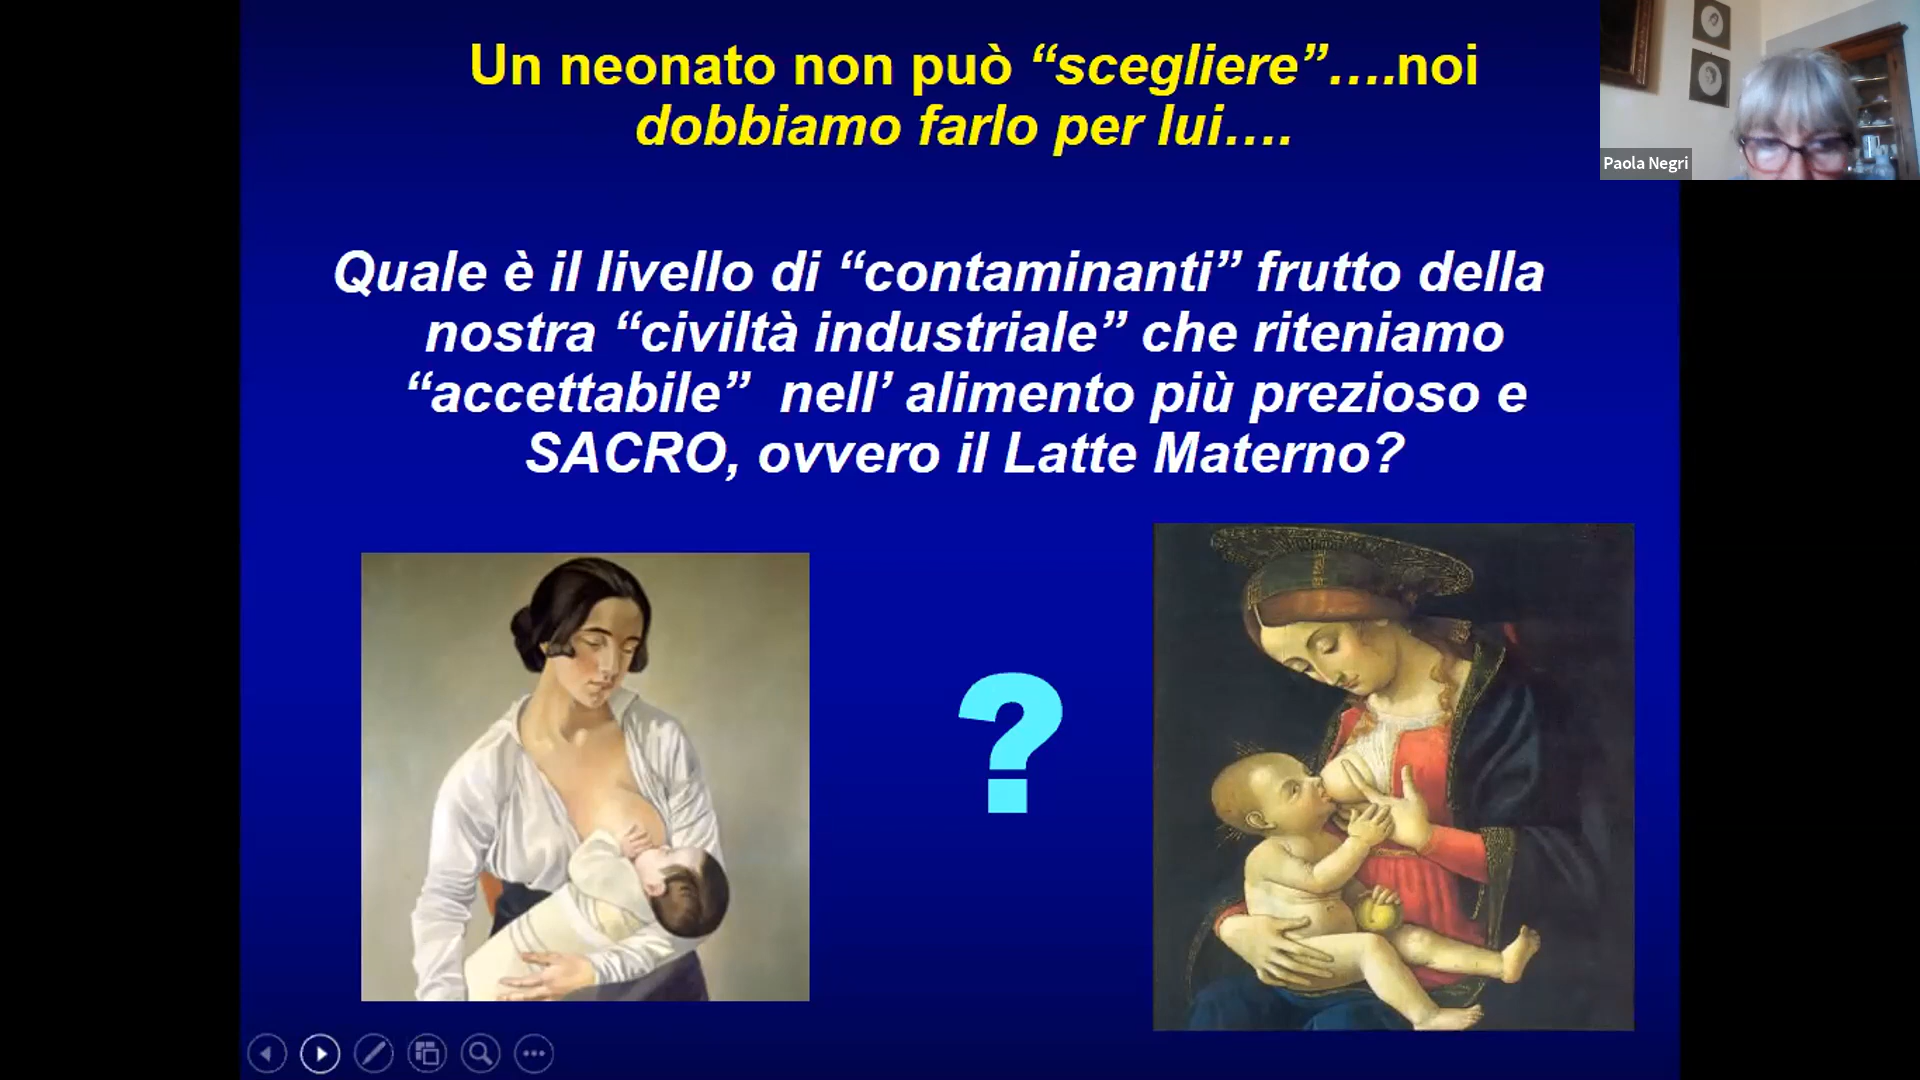 Un neonato non può “scegliere”….noi
dobbiamo farlo per lui….
Paola Negri
Quale è il livello di “contaminanti” frutto della
nostra “civiltà industriale” che riteniamo
“accettabile” nell’ alimento più prezioso e
SACRO, ovvero il Latte Materno?
?